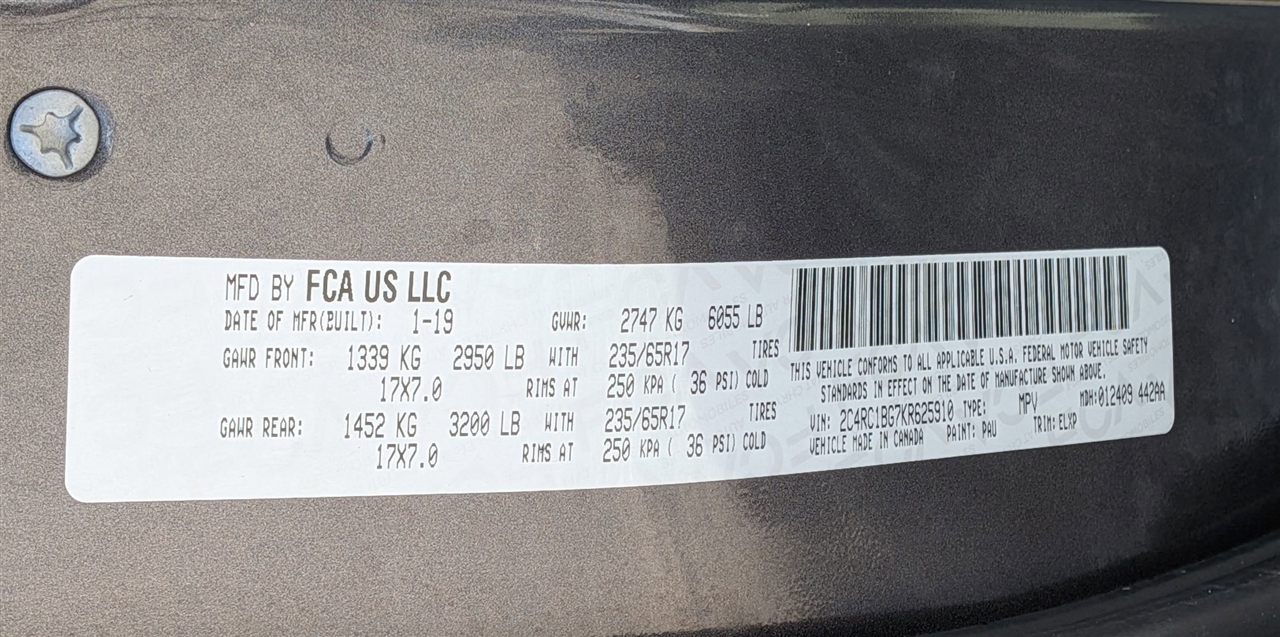 MFD BY FCA US LLC
DATE OF MFR(BUILT): 1-19 GVWR: 2747 KG 6055 LB
GAWR FRONT: 1339 KG 2950 LB WITH 235/65R17 TIRES
17X7.0 RIMS AT 250 KPA ( 36 PSI) COLD
GAWR REAR: 1452 KG 3200 LB WITH 235/65R17 TIRES
17X7.0 RIMS AT 250 KPA ( 36 PSI) COLD
THIS VEHICLE CONFORMS TO ALL APPLICABLE U.S.A. FEDERAL MOTOR VEHICLE SAFETY
STANDARDS IN EFFECT ON THE DATE OF MANUFACTURE SHOWN ABOVE.
VIN: 2C4RC1BG7KR625910 TYPE: MPV MDH:012409 442AA
VEHICLE MADE IN CANADA PAINT: PAU TRIM: ELXP